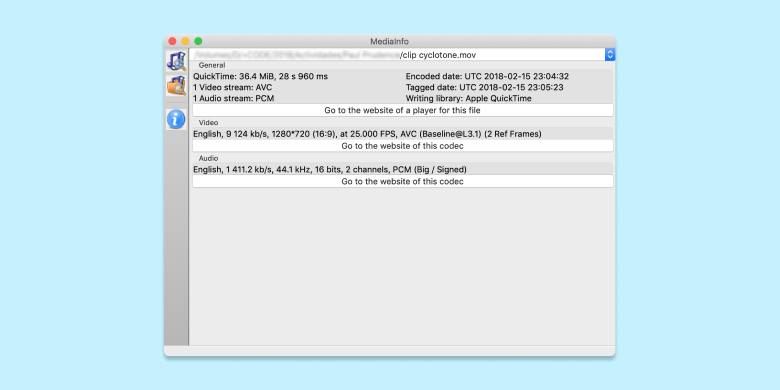 MediaInfo
/clip cyclotone.mov
General
QuickTime: 36.4 MiB, 28 s 960 ms
Encoded date: UTC 2018-02-15 23:04:32
1 Video stream: AVC
Tagged date: UTC 2018-02-15 23:05:23
1 Audio stream: PCM
Writing library: Apple QuickTime
Go to the website of a player for this file
Video
English, 9 124 kb/s, 1280*720 (16:9), at 25.000 FPS, AVC (Baseline@L3.1) (2 Ref Frames)
Go to the website of this codec
Audio
English, 1 411.2 kb/s, 44.1 kHz, 16 bits, 2 channels, PCM (Big / Signed)
Go to the website of this codec